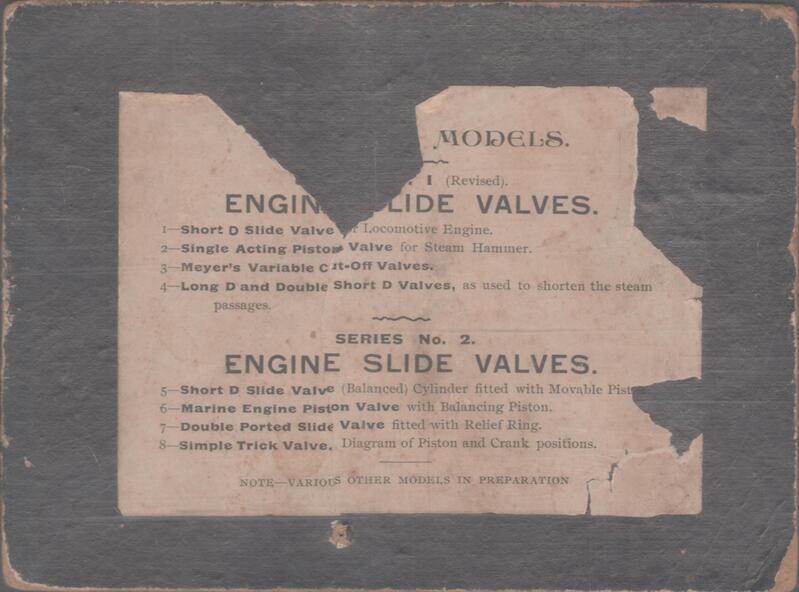 MODELS.
. 1 (Revised).
ENGIN LIDE VALVES.
1—Short D Slide Valve r Locomotive Engine.
2—Single Acting Piston Valve for Steam Hammer.
3—Meyer's Variable Cut-Off Valves.
4—Long D and Double Short D Valves, as used to shorten the steam
passages.
SERIES No. 2.
ENGINE SLIDE VALVES.
5—Short D Slide Valve (Balanced) Cylinder fitted with Movable Pist
6—Marine Engine Piston Valve with Balancing Piston.
7—Double Ported Slide Valve fitted with Relief Ring.
8—Simple Trick Valve. Diagram of Piston and Crank positions.
NOTE—VARIOUS OTHER MODELS IN PREPARATION